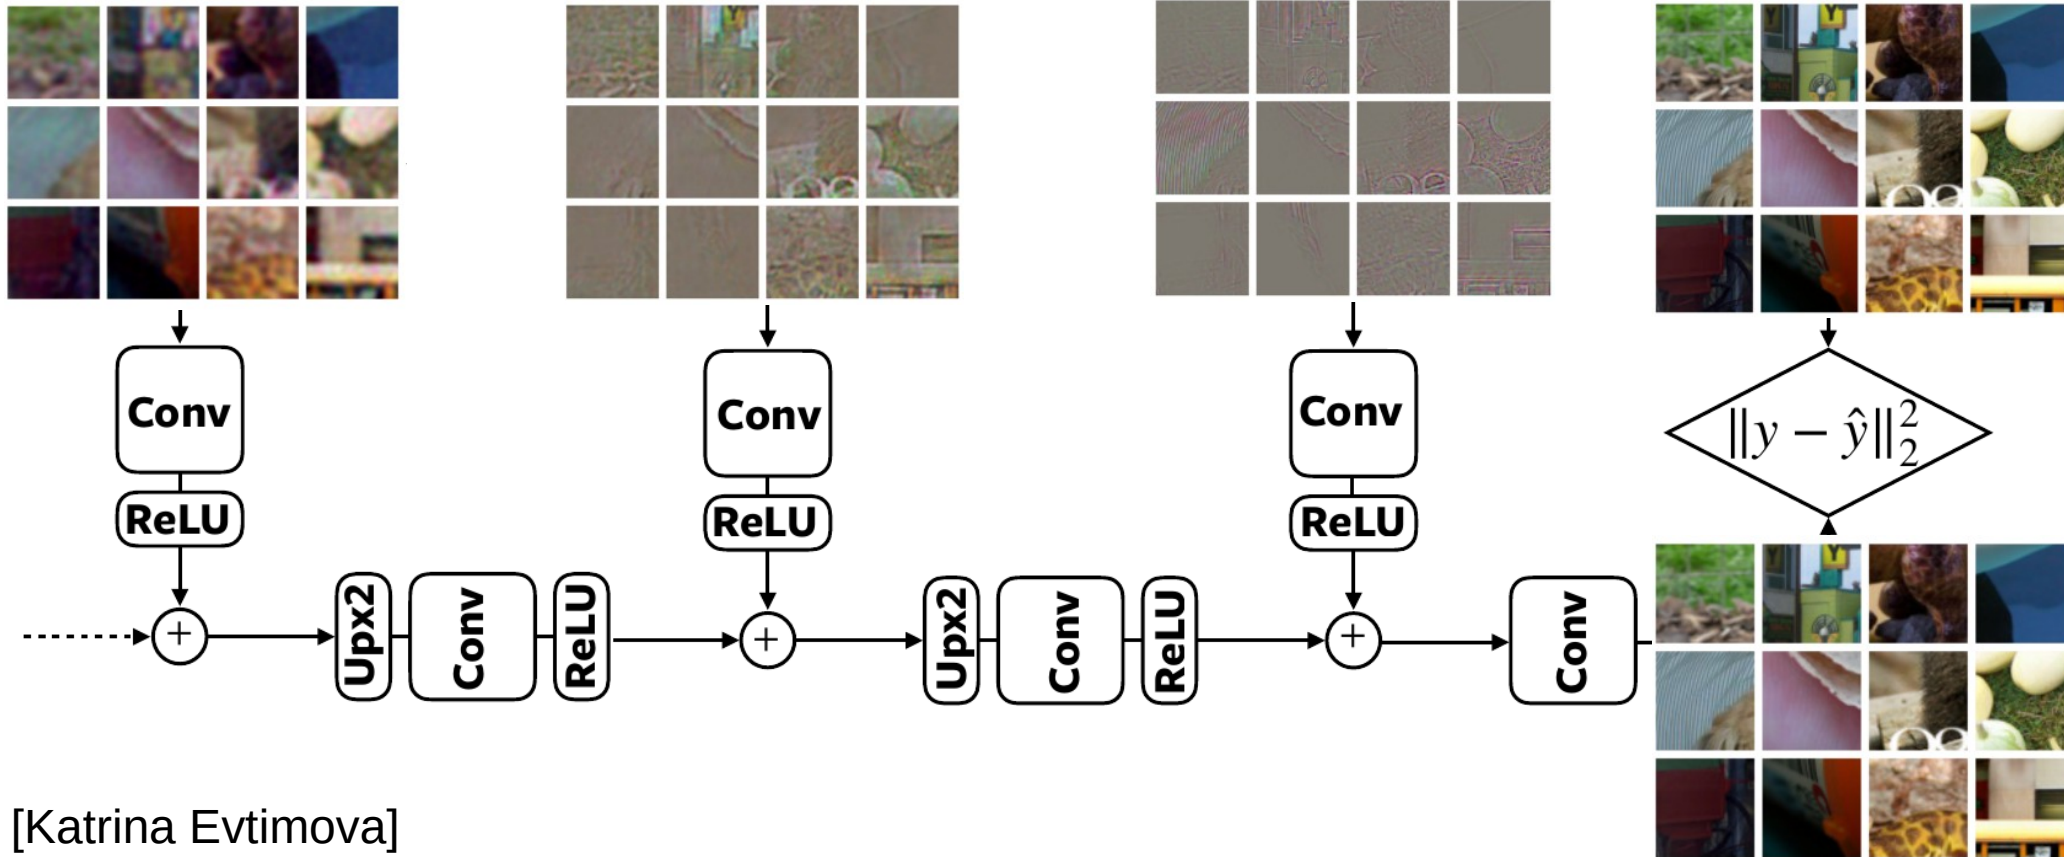 Conv
Conv
Conv
‖y − ŷ‖₂²
ReLU
ReLU
ReLU
+
Upx2
Conv
ReLU
+
Upx2
Conv
ReLU
+
Conv
[Katrina Evtimova]